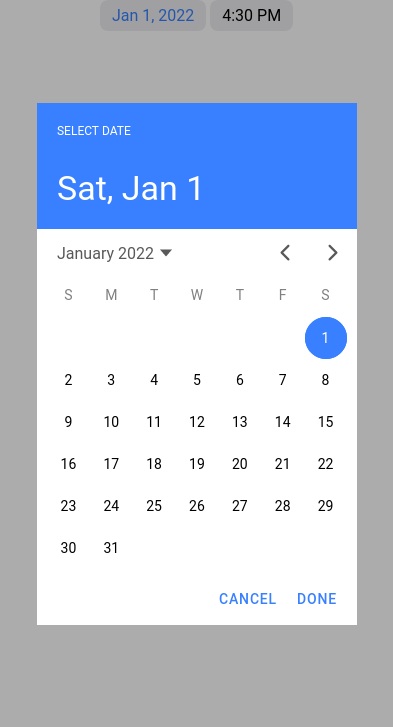 Jan 1, 2022 4:30 PM
SELECT DATE
Sat, Jan 1
January 2022
S M T W T F S
1
2 3 4 5 6 7 8
9 10 11 12 13 14 15
16 17 18 19 20 21 22
23 24 25 26 27 28 29
30 31
CANCEL DONE